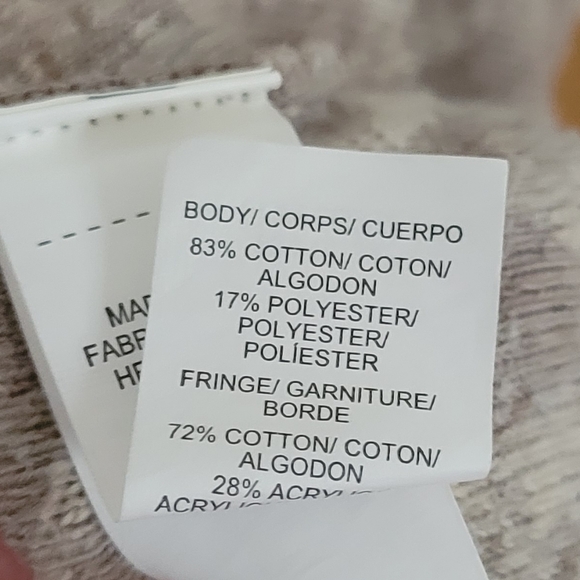 BODY/ CORPS/ CUERPO
83% COTTON/ COTON/
ALGODON
17% POLYESTER/
POLYESTER/
POLÍESTER
FRINGE/ GARNITURE/
BORDE
72% COTTON/ COTON/
ALGODON
28%